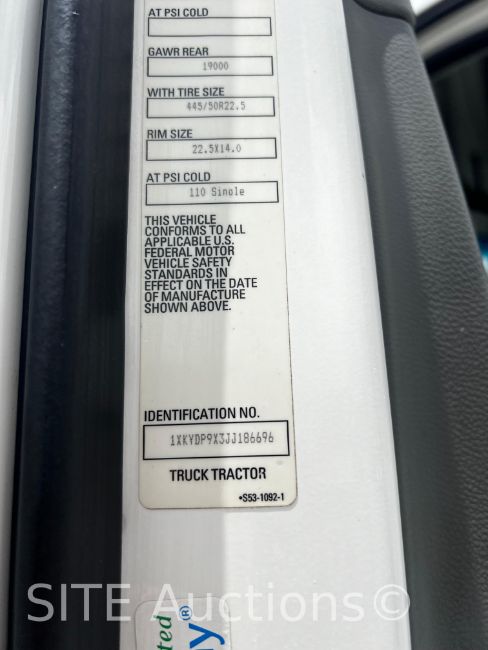 AT PSI COLD
GAWR REAR
19000
WITH TIRE SIZE
445/50R22.5
RIM SIZE
22.5X14.0
AT PSI COLD
110 Single
THIS VEHICLE
CONFORMS TO ALL
APPLICABLE U.S.
FEDERAL MOTOR
VEHICLE SAFETY
STANDARDS IN
EFFECT ON THE DATE
OF MANUFACTURE
SHOWN ABOVE.
IDENTIFICATION NO.
1XKYDP9X3JJ186696
TRUCK TRACTOR
•S53-1092-1
SITE Auctions©